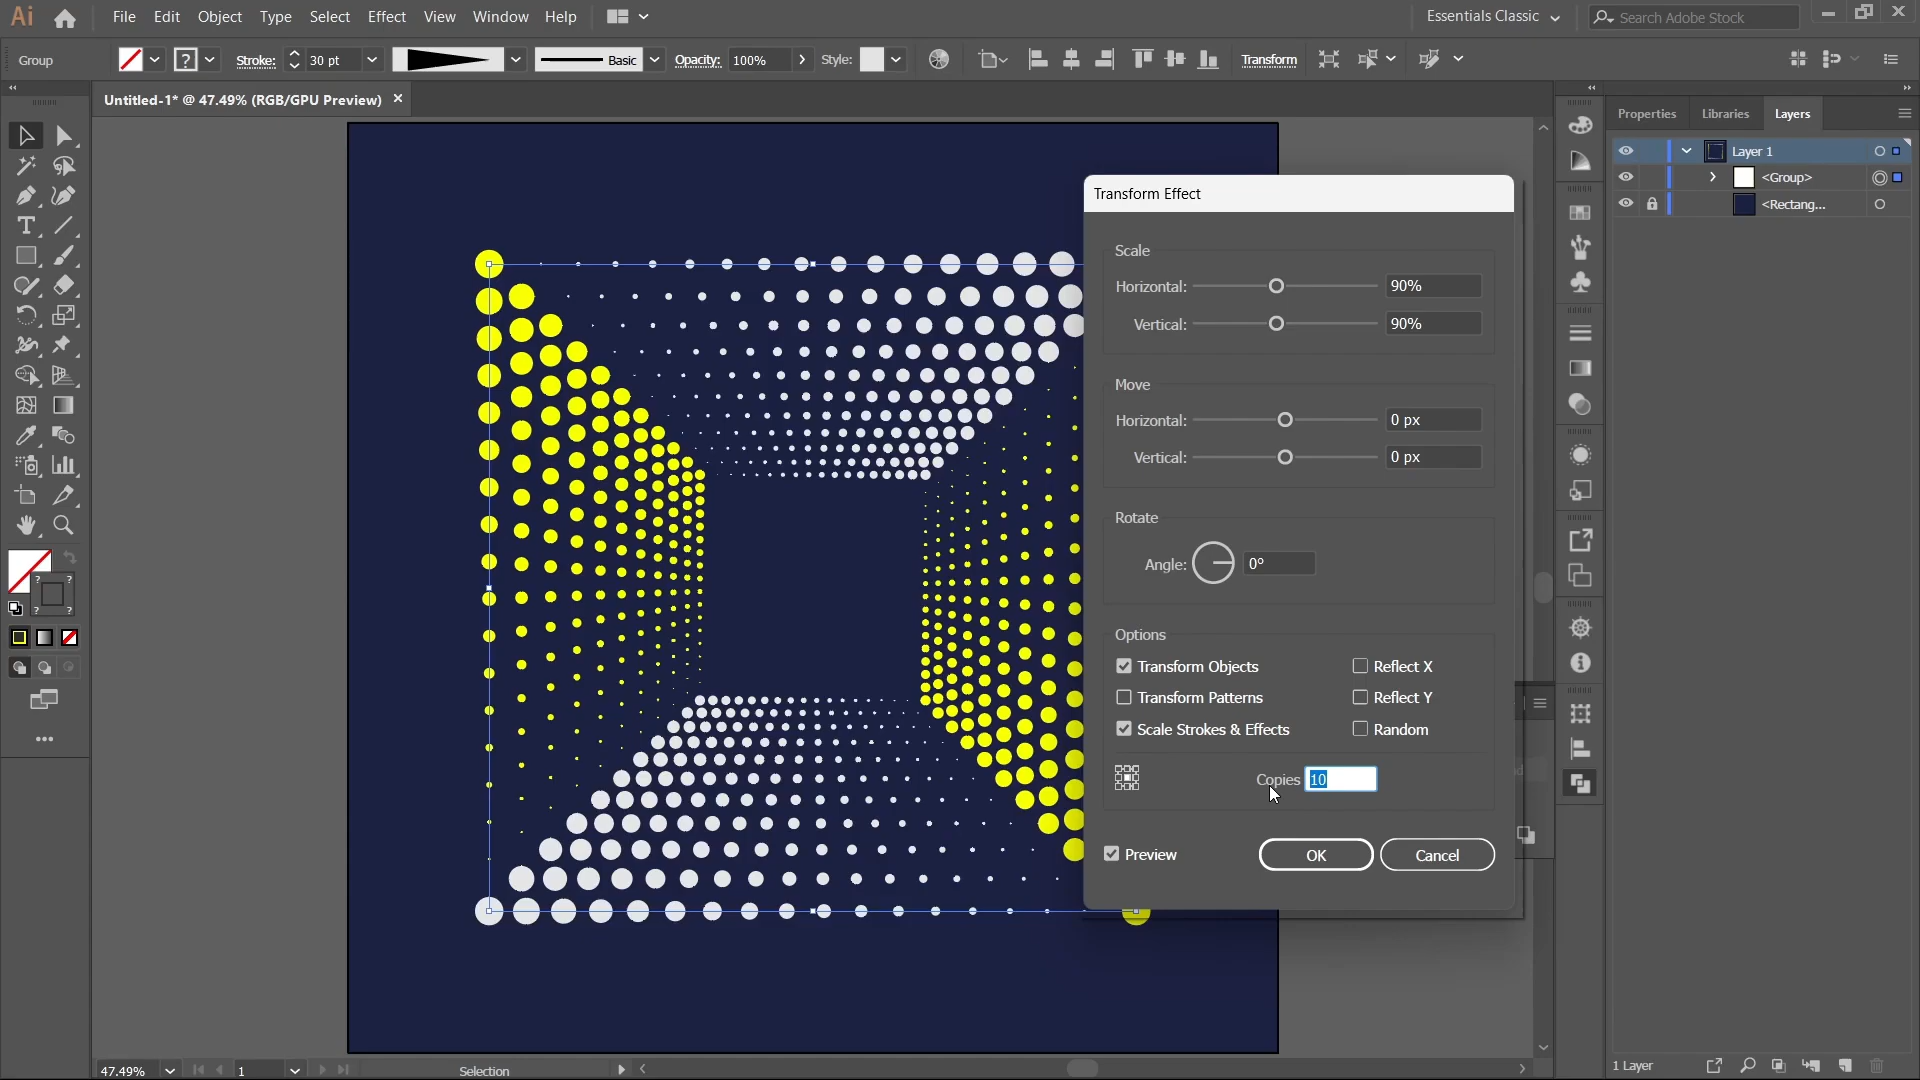 Ai File Edit Object Type Select Effect View Window Help Essentials Classic Search Adobe Stock
Group Stroke: 30 pt Basic Opacity: 100% Style: Transform
Untitled-1* @ 47.49% (RGB/GPU Preview)
Properties Libraries Layers
Layer 1
<Group>
<Rectang...
Transform Effect
Scale
Horizontal: 90%
Vertical: 90%
Move
Horizontal: 0 px
Vertical: 0 px
Rotate
Angle: 0°
Options
Transform Objects Reflect X
Transform Patterns Reflect Y
Scale Strokes & Effects Random
Copies 10
Preview OK Cancel
47.49% 1 Selection
1 Layer